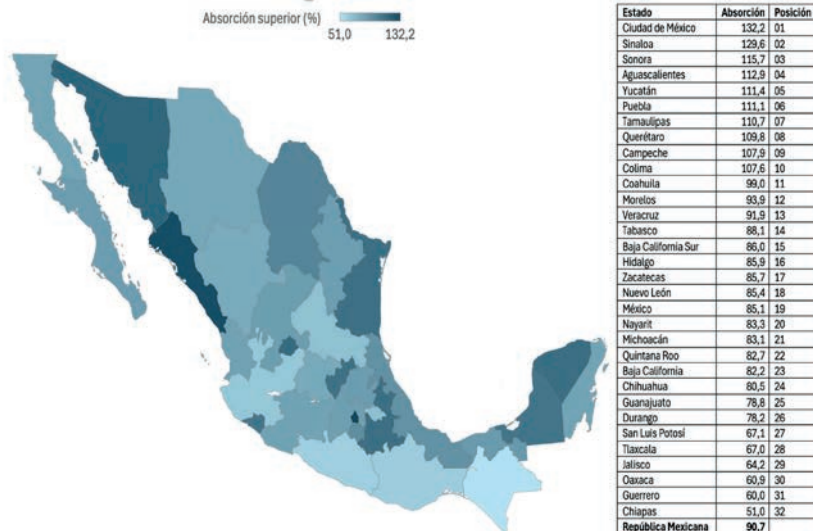 Absorción superior (%)
51,0 132,2
Estado Absorción Posición
Ciudad de México 132,2 01
Sinaloa 129,6 02
Sonora 115,7 03
Aguascalientes 112,9 04
Yucatán 111,4 05
Puebla 111,1 06
Tamaulipas 110,7 07
Querétaro 109,8 08
Campeche 107,9 09
Colima 107,6 10
Coahuila 99,0 11
Morelos 93,9 12
Veracruz 91,9 13
Tabasco 88,1 14
Baja California Sur 86,0 15
Hidalgo 85,9 16
Zacatecas 85,7 17
Nuevo León 85,4 18
México 85,1 19
Nayarit 83,3 20
Michoacán 83,1 21
Quintana Roo 82,7 22
Baja California 82,2 23
Chihuahua 80,5 24
Guanajuato 78,8 25
Durango 78,2 26
San Luis Potosí 67,1 27
Tlaxcala 67,0 28
Jalisco 64,2 29
Oaxaca 60,9 30
Guerrero 60,0 31
Chiapas 51,0 32
República Mexicana 90,7